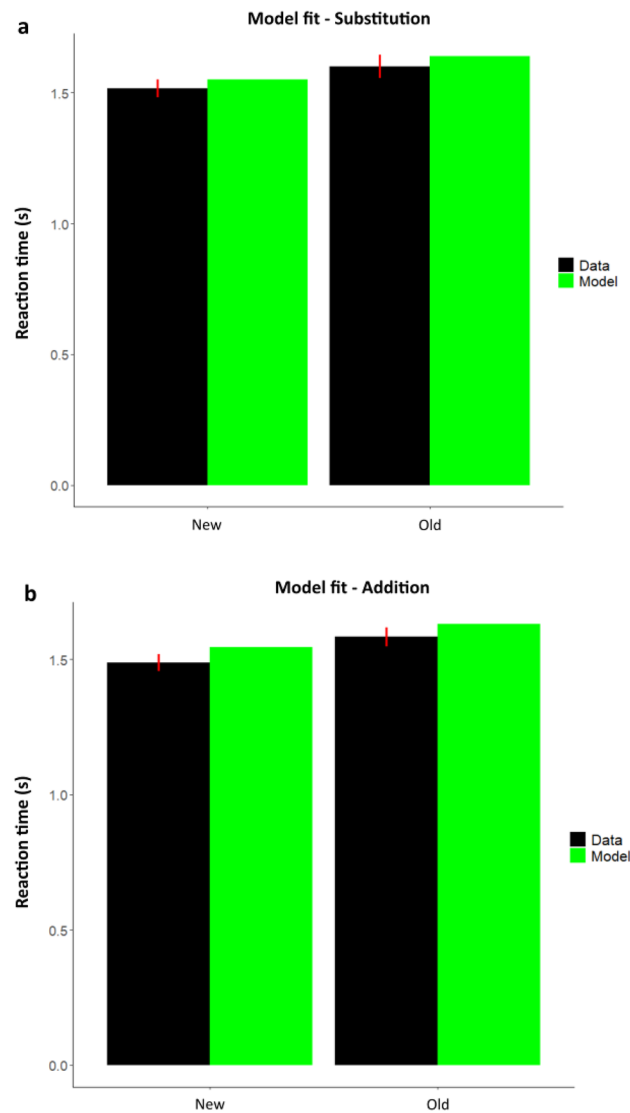 a
Model fit - Substitution
Reaction time (s)
1.5
1.0
0.5
0.0
New
Old
Data
Model
b
Model fit - Addition
Reaction time (s)
1.5
1.0
0.5
0.0
New
Old
Data
Model